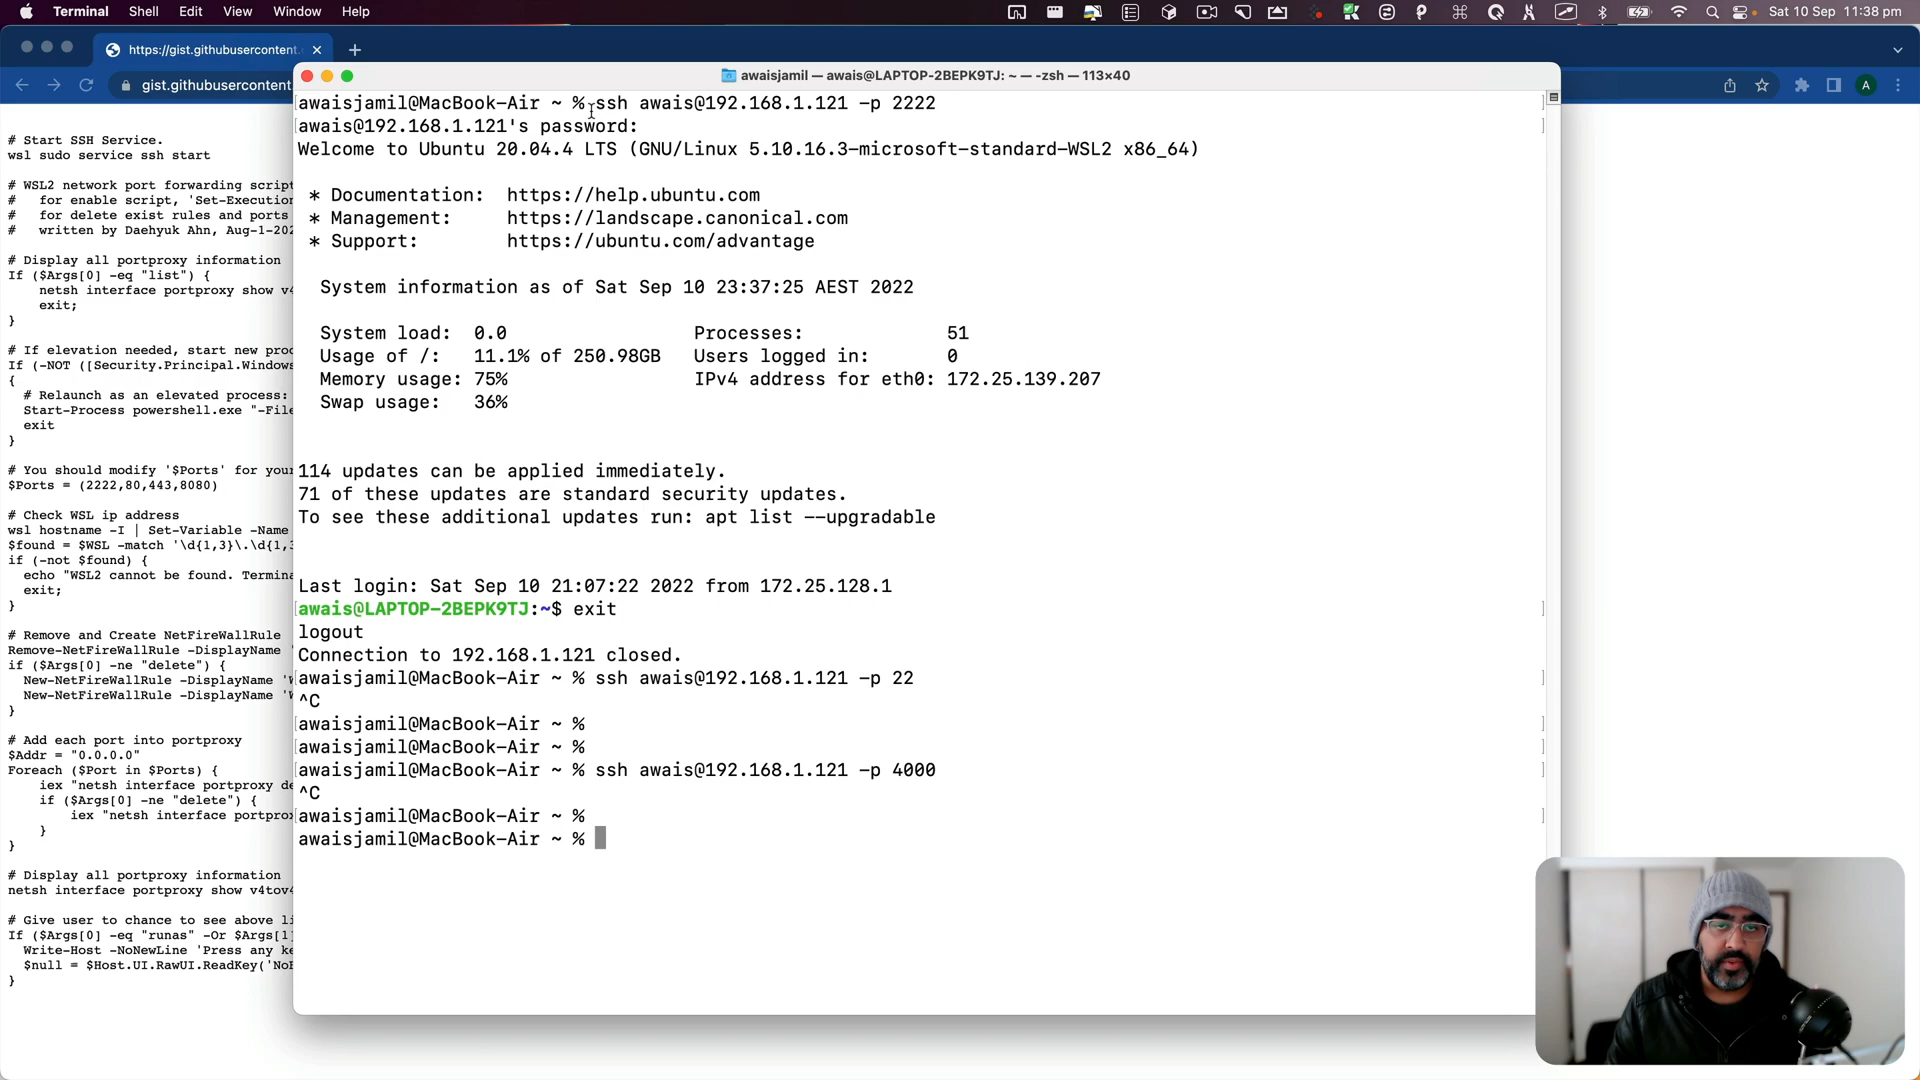 Terminal Shell Edit View Window Help Sat 10 Sep 11:38 pm
https://gist.githubusercontent.
gist.githubusercontent A
awaisjamil — awais@LAPTOP-2BEPK9TJ: ~ — -zsh — 113×40
# Start SSH Service.
wsl sudo service ssh start
# WSL2 network port forwarding script
#   for enable script, 'Set-Execution
#   for delete exist rules and ports
#   written by Daehyuk Ahn, Aug-1-202
# Display all portproxy information
If ($Args[0] -eq "list") {
    netsh interface portproxy show v4
    exit;
}
# If elevation needed, start new proc
If (-NOT ([Security.Principal.Windows
{
  # Relaunch as an elevated process:
  Start-Process powershell.exe "-File
  exit
}
# You should modify '$Ports' for your
$Ports = (2222,80,443,8080)
# Check WSL ip address
wsl hostname -I | Set-Variable -Name
$found = $WSL -match '\d{1,3}\.\d{1,3
if (-not $found) {
  echo "WSL2 cannot be found. Termina
  exit;
}
# Remove and Create NetFireWallRule
Remove-NetFireWallRule -DisplayName '
if ($Args[0] -ne "delete") {
  New-NetFireWallRule -DisplayName 'W
  New-NetFireWallRule -DisplayName 'W
}
# Add each port into portproxy
$Addr = "0.0.0.0"
Foreach ($Port in $Ports) {
    iex "netsh interface portproxy de
    if ($Args[0] -ne "delete") {
        iex "netsh interface portprox
    }
}
# Display all portproxy information
netsh interface portproxy show v4tov4
# Give user to chance to see above li
If ($Args[0] -eq "runas" -Or $Args[1]
  Write-Host -NoNewLine 'Press any ke
  $null = $Host.UI.RawUI.ReadKey('NoE
}
awaisjamil@MacBook-Air ~ % ssh awais@192.168.1.121 -p 2222
awais@192.168.1.121's password:
Welcome to Ubuntu 20.04.4 LTS (GNU/Linux 5.10.16.3-microsoft-standard-WSL2 x86_64)
* Documentation:  https://help.ubuntu.com
* Management:     https://landscape.canonical.com
* Support:        https://ubuntu.com/advantage
System information as of Sat Sep 10 23:37:25 AEST 2022
System load:  0.0                Processes:             51
Usage of /:   11.1% of 250.98GB   Users logged in:       0
Memory usage: 75%                IPv4 address for eth0: 172.25.139.207
Swap usage:   36%
114 updates can be applied immediately.
71 of these updates are standard security updates.
To see these additional updates run: apt list --upgradable
Last login: Sat Sep 10 21:07:22 2022 from 172.25.128.1
awais@LAPTOP-2BEPK9TJ:~$ exit
logout
Connection to 192.168.1.121 closed.
awaisjamil@MacBook-Air ~ % ssh awais@192.168.1.121 -p 22
^C
awaisjamil@MacBook-Air ~ %
awaisjamil@MacBook-Air ~ %
awaisjamil@MacBook-Air ~ % ssh awais@192.168.1.121 -p 4000
^C
awaisjamil@MacBook-Air ~ %
awaisjamil@MacBook-Air ~ %